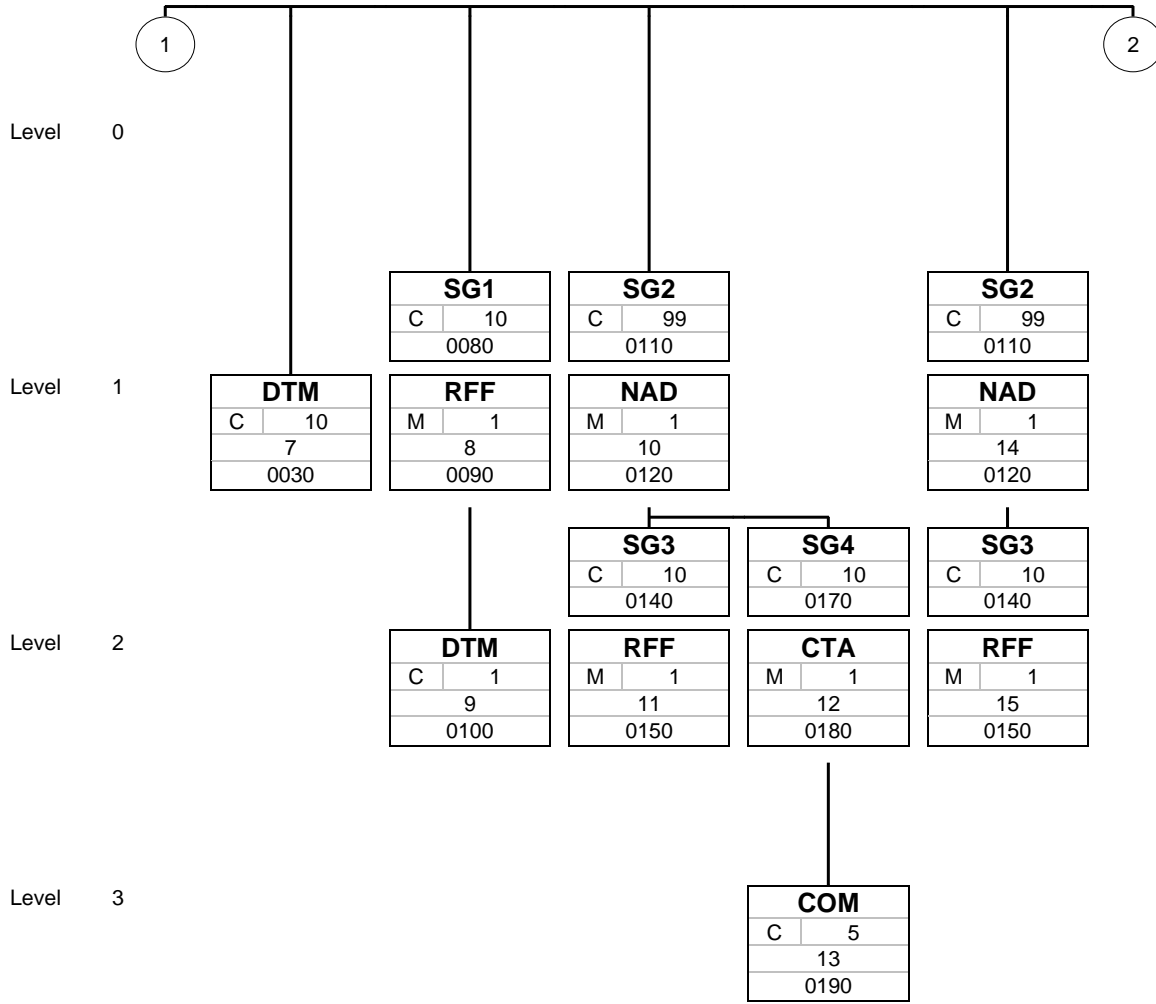 1 2
Level 0
SG1 SG2 SG2
C 10 C 99 C 99
0080 0110 0110
Level 1 DTM RFF NAD NAD
C 10 M 1 M 1 M 1
7 8 10 14
0030 0090 0120 0120
SG3 SG4 SG3
C 10 C 10 C 10
0140 0170 0140
Level 2 DTM RFF CTA RFF
C 1 M 1 M 1 M 1
9 11 12 15
0100 0150 0180 0150
Level 3 COM
C 5
13
0190